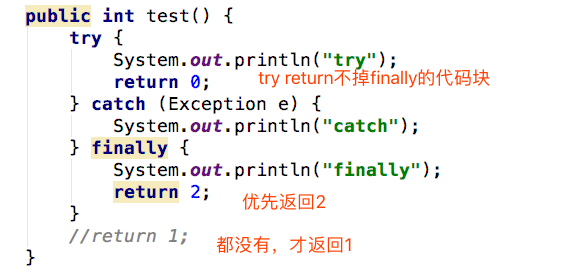 public int test() {
try {
System.out.println("try");
return 0; try return不掉finally的代码块
} catch (Exception e) {
System.out.println("catch");
} finally {
System.out.println("finally");
return 2; 优先返回2
}
//return 1; 都没有，才返回1
}